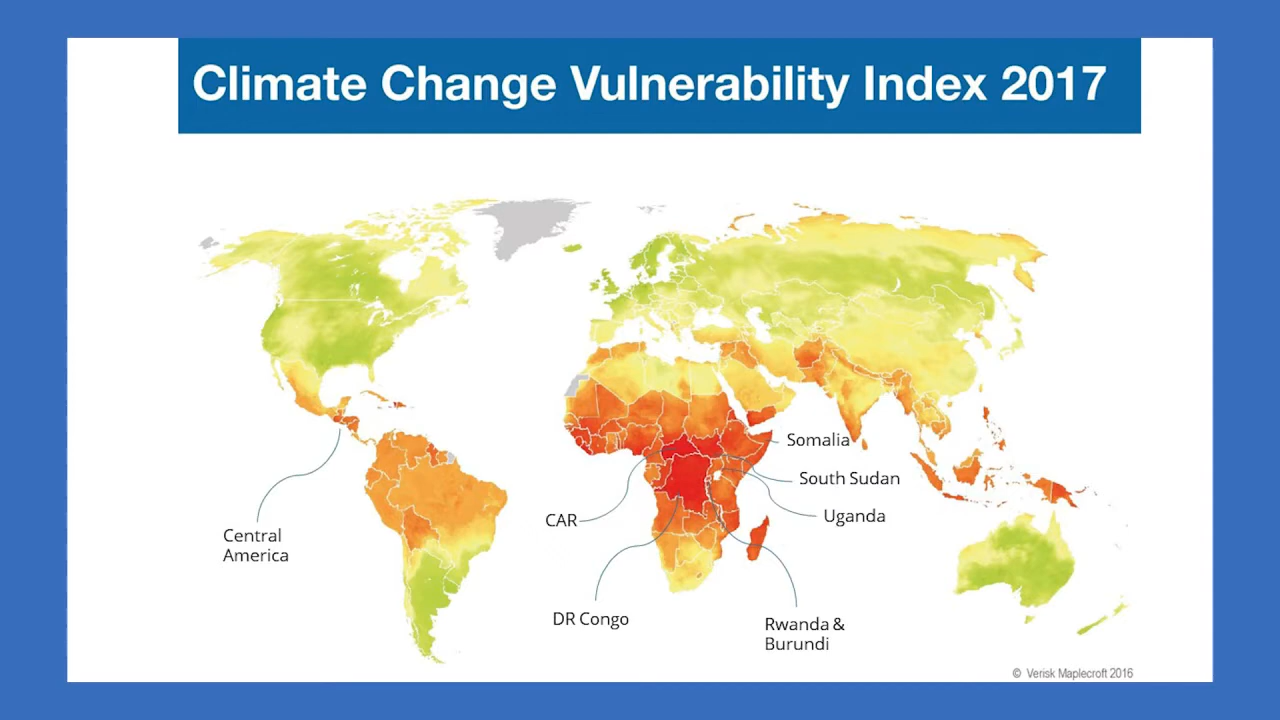 Climate Change Vulnerability Index 2017
Somalia
South Sudan
CAR
Uganda
Central
America
DR Congo
Rwanda &
Burundi
© Verisk Maplecroft 2016